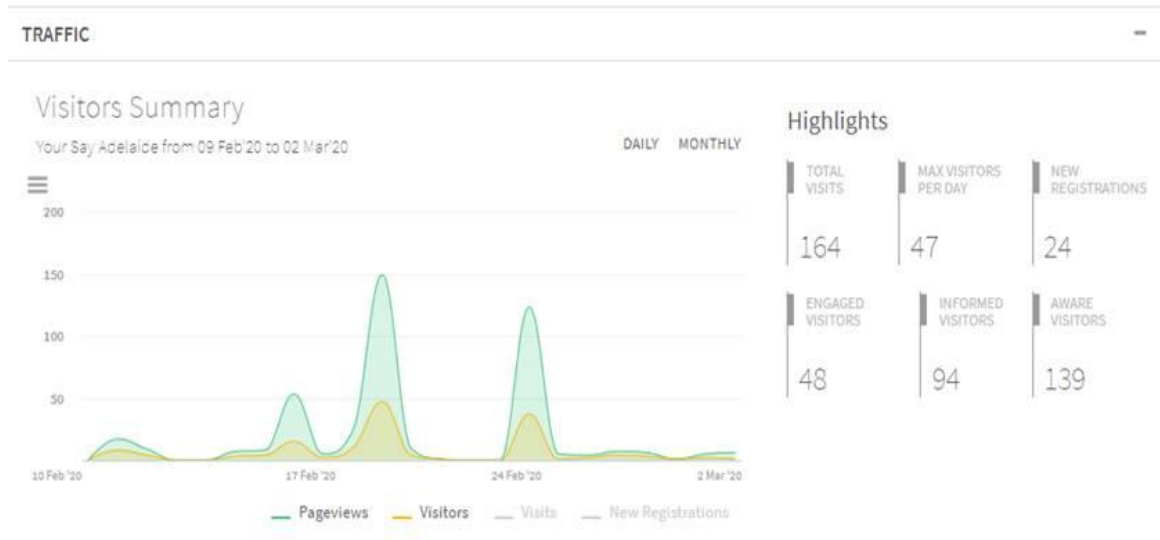 TRAFFIC
Visitors Summary
Your Say Adelaide from 09 Feb'20 to 02 Mar'20
DAILY MONTHLY
200
150
100
50
10 Feb '20 17 Feb '20 24 Feb '20 2 Mar '20
Pageviews Visitors Visits New Registrations
Highlights
TOTAL VISITS
164
MAX VISITORS PER DAY
47
NEW REGISTRATIONS
24
ENGAGED VISITORS
48
INFORMED VISITORS
94
AWARE VISITORS
139